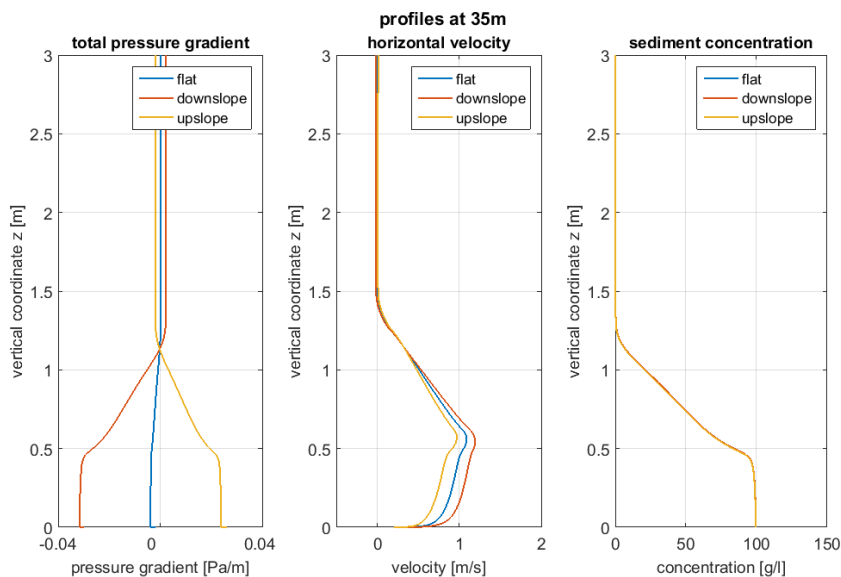 profiles at 35m
total pressure gradient
horizontal velocity
sediment concentration
3
2.5
2
1.5
1
0.5
0
vertical coordinate z [m]
flat
downslope
upslope
-0.04
0
0.04
pressure gradient [Pa/m]
3
2.5
2
1.5
1
0.5
0
vertical coordinate z [m]
flat
downslope
upslope
0
1
2
velocity [m/s]
3
2.5
2
1.5
1
0.5
0
vertical coordinate z [m]
flat
downslope
upslope
0
50
100
150
concentration [g/l]